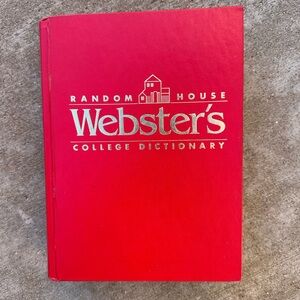 RANDOM HOUSE
Webster's
COLLEGE DICTIONARY